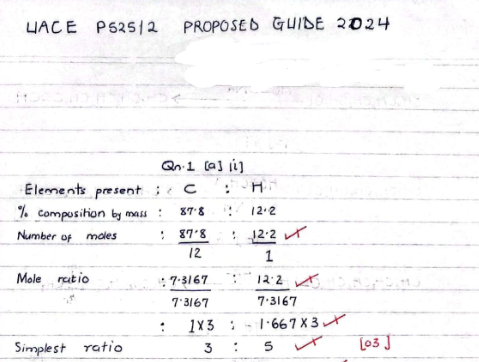 UACE P525/2 PROPOSED GUIDE 2024
Qn.1 [a] [i]
Elements present : C : H
% composition by mass : 87.8 : 12.2
Number of moles : 87.8 : 12.2
12 1
Mole ratio : 7.3167 : 12.2
7.3167 7.3167
: 1X3 : 1.667X3
Simplest ratio 3 : 5 [03]